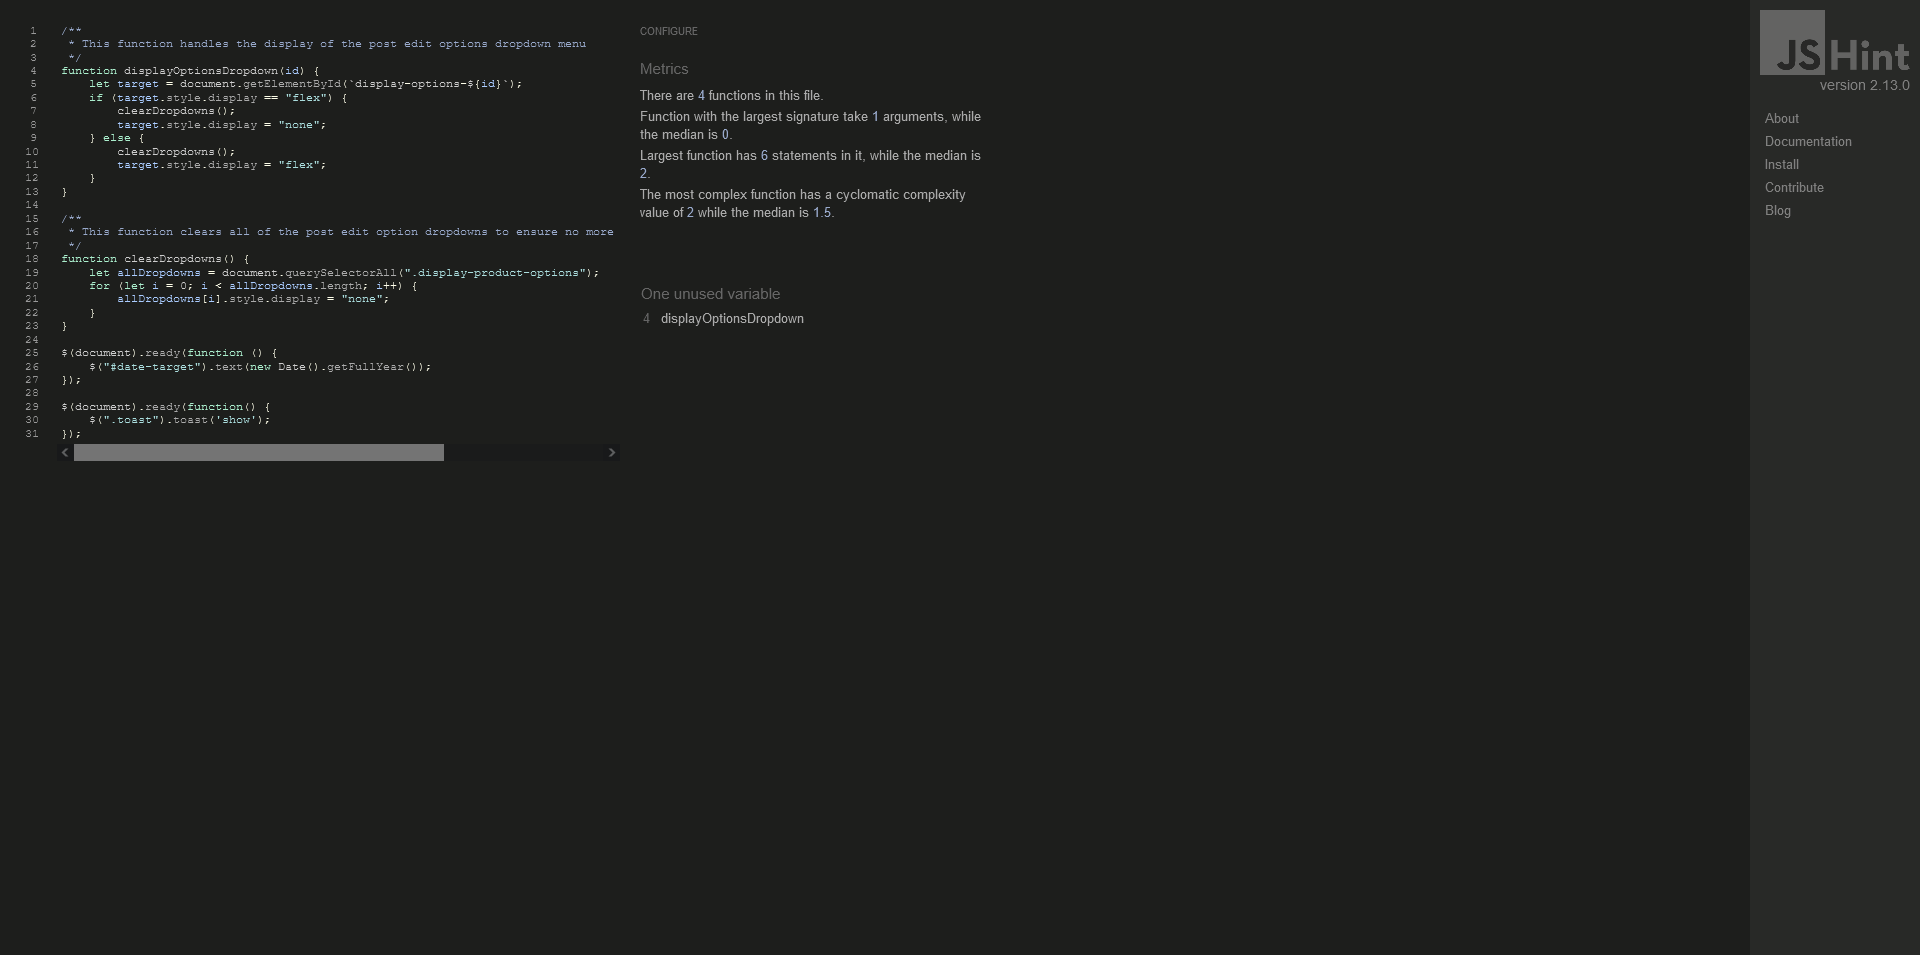 1 /**
2  * This function handles the display of the post edit options dropdown menu
3  */
4 function displayOptionsDropdown(id) {
5     let target = document.getElementById(`display-options-${id}`);
6     if (target.style.display == "flex") {
7         clearDropdowns();
8         target.style.display = "none";
9     } else {
10         clearDropdowns();
11         target.style.display = "flex";
12     }
13 }
14
15 /**
16  * This function clears all of the post edit option dropdowns to ensure no more
17  */
18 function clearDropdowns() {
19     let allDropdowns = document.querySelectorAll(".display-product-options");
20     for (let i = 0; i < allDropdowns.length; i++) {
21         allDropdowns[i].style.display = "none";
22     }
23 }
24
25 $(document).ready(function () {
26     $("#date-target").text(new Date().getFullYear());
27 });
28
29 $(document).ready(function() {
30     $(".toast").toast('show');
31 });
CONFIGURE
Metrics
There are 4 functions in this file.
Function with the largest signature take 1 arguments, while
the median is 0.
Largest function has 6 statements in it, while the median is
2.
The most complex function has a cyclomatic complexity
value of 2 while the median is 1.5.
One unused variable
4 displayOptionsDropdown
JSHint
version 2.13.0
About
Documentation
Install
Contribute
Blog